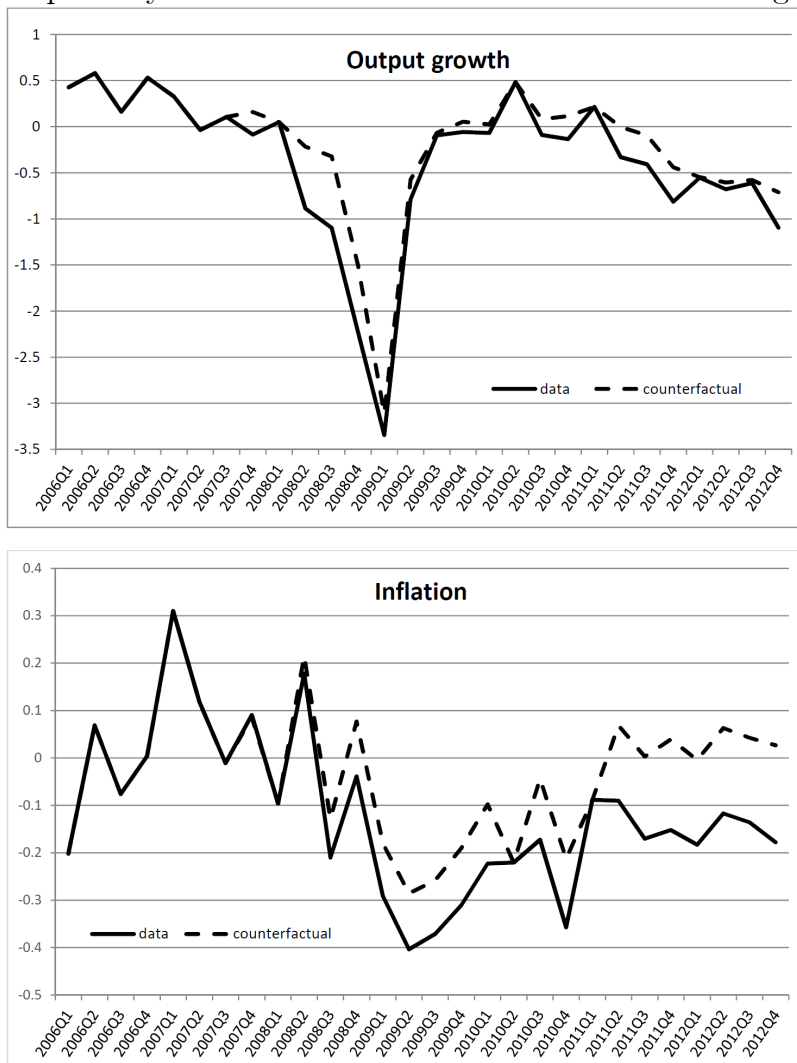 Output growth
1
0.5
0
-0.5
-1
-1.5
-2
-2.5
-3
-3.5
data
counterfactual
2006Q1
2006Q2
2006Q3
2006Q4
2007Q1
2007Q2
2007Q3
2007Q4
2008Q1
2008Q2
2008Q3
2008Q4
2009Q1
2009Q2
2009Q3
2009Q4
2010Q1
2010Q2
2010Q3
2010Q4
2011Q1
2011Q2
2011Q3
2011Q4
2012Q1
2012Q2
2012Q3
2012Q4
Inflation
0.4
0.3
0.2
0.1
0
-0.1
-0.2
-0.3
-0.4
-0.5
data
counterfactual
2006Q1
2006Q2
2006Q3
2006Q4
2007Q1
2007Q2
2007Q3
2007Q4
2008Q1
2008Q2
2008Q3
2008Q4
2009Q1
2009Q2
2009Q3
2009Q4
2010Q1
2010Q2
2010Q3
2010Q4
2011Q1
2011Q2
2011Q3
2011Q4
2012Q1
2012Q2
2012Q3
2012Q4